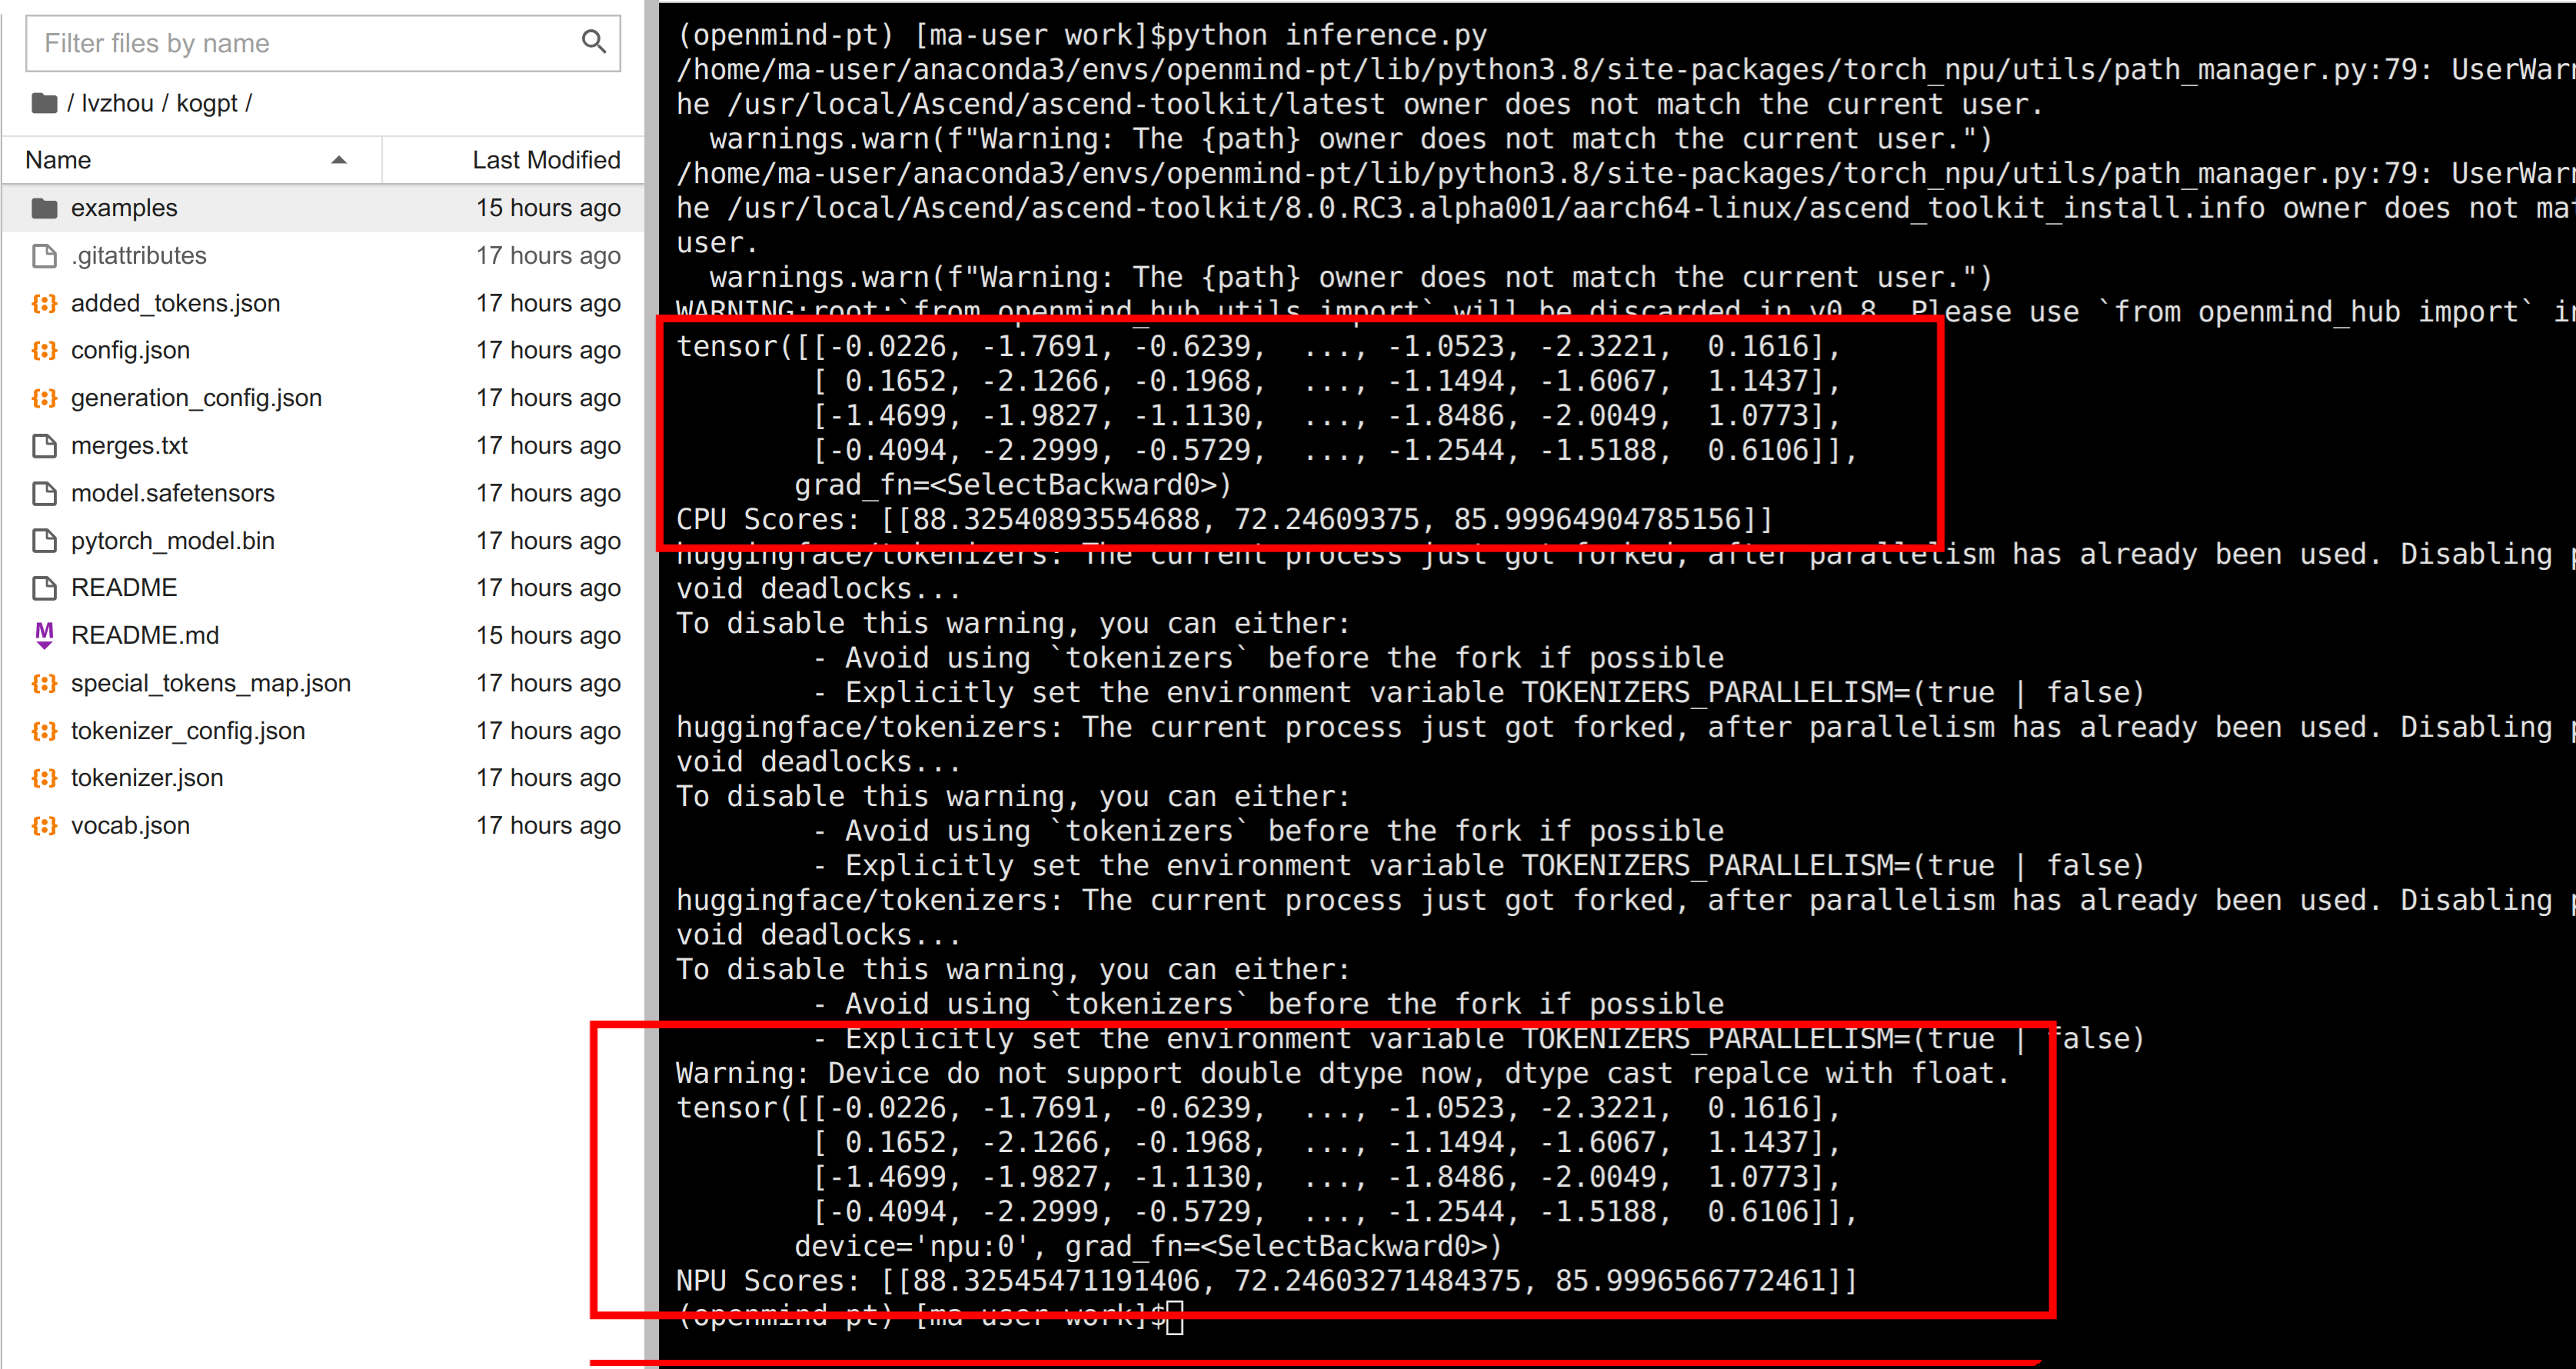 Filter files by name
/ lvzhou / kogpt /
Name Last Modified
examples 15 hours ago
.gitattributes 17 hours ago
added_tokens.json 17 hours ago
config.json 17 hours ago
generation_config.json 17 hours ago
merges.txt 17 hours ago
model.safetensors 17 hours ago
pytorch_model.bin 17 hours ago
README 17 hours ago
README.md 15 hours ago
special_tokens_map.json 17 hours ago
tokenizer_config.json 17 hours ago
tokenizer.json 17 hours ago
vocab.json 17 hours ago
(openmind-pt) [ma-user work]$python inference.py
/home/ma-user/anaconda3/envs/openmind-pt/lib/python3.8/site-packages/torch_npu/utils/path_manager.py:79: UserWarn
he /usr/local/Ascend/ascend-toolkit/latest owner does not match the current user.
  warnings.warn(f"Warning: The {path} owner does not match the current user.")
/home/ma-user/anaconda3/envs/openmind-pt/lib/python3.8/site-packages/torch_npu/utils/path_manager.py:79: UserWarn
he /usr/local/Ascend/ascend-toolkit/8.0.RC3.alpha001/aarch64-linux/ascend_toolkit_install.info owner does not mat
user.
  warnings.warn(f"Warning: The {path} owner does not match the current user.")
WARNING:root:`from openmind_hub.utils import` will be discarded in v0.8. Please use `from openmind_hub import` in
tensor([[-0.0226, -1.7691, -0.6239,  ..., -1.0523, -2.3221,  0.1616],
        [ 0.1652, -2.1266, -0.1968,  ..., -1.1494, -1.6067,  1.1437],
        [-1.4699, -1.9827, -1.1130,  ..., -1.8486, -2.0049,  1.0773],
        [-0.4094, -2.2999, -0.5729,  ..., -1.2544, -1.5188,  0.6106]],
       grad_fn=<SelectBackward0>)
CPU Scores: [[88.32540893554688, 72.24609375, 85.99964904785156]]
huggingface/tokenizers: The current process just got forked, after parallelism has already been used. Disabling p
void deadlocks...
To disable this warning, you can either:
        - Avoid using `tokenizers` before the fork if possible
        - Explicitly set the environment variable TOKENIZERS_PARALLELISM=(true | false)
huggingface/tokenizers: The current process just got forked, after parallelism has already been used. Disabling p
void deadlocks...
To disable this warning, you can either:
        - Avoid using `tokenizers` before the fork if possible
        - Explicitly set the environment variable TOKENIZERS_PARALLELISM=(true | false)
huggingface/tokenizers: The current process just got forked, after parallelism has already been used. Disabling p
void deadlocks...
To disable this warning, you can either:
        - Avoid using `tokenizers` before the fork if possible
        - Explicitly set the environment variable TOKENIZERS_PARALLELISM=(true | false)
Warning: Device do not support double dtype now, dtype cast repalce with float.
tensor([[-0.0226, -1.7691, -0.6239,  ..., -1.0523, -2.3221,  0.1616],
        [ 0.1652, -2.1266, -0.1968,  ..., -1.1494, -1.6067,  1.1437],
        [-1.4699, -1.9827, -1.1130,  ..., -1.8486, -2.0049,  1.0773],
        [-0.4094, -2.2999, -0.5729,  ..., -1.2544, -1.5188,  0.6106]],
       device='npu:0', grad_fn=<SelectBackward0>)
NPU Scores: [[88.32545471191406, 72.24603271484375, 85.9996566772461]]
(openmind-pt) [ma-user work]$